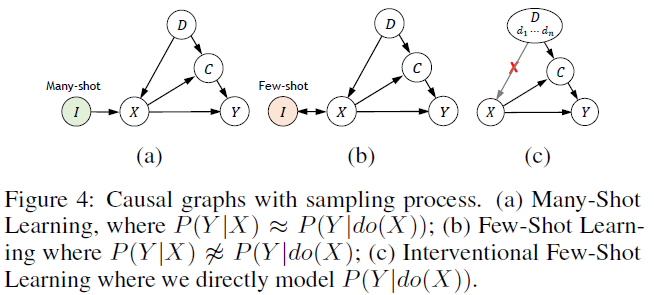 D
C
Many-shot
I
X
Y
(a)
D
C
Few-shot
I
X
Y
(b)
D
d₁ ··· dₙ
C
X
Y
(c)
Figure 4: Causal graphs with sampling process. (a) Many-Shot
Learning, where P(Y|X) ≈ P(Y|do(X)); (b) Few-Shot Learn-
ing where P(Y|X) ≉ P(Y|do(X); (c) Interventional Few-Shot
Learning where we directly model P(Y|do(X)).